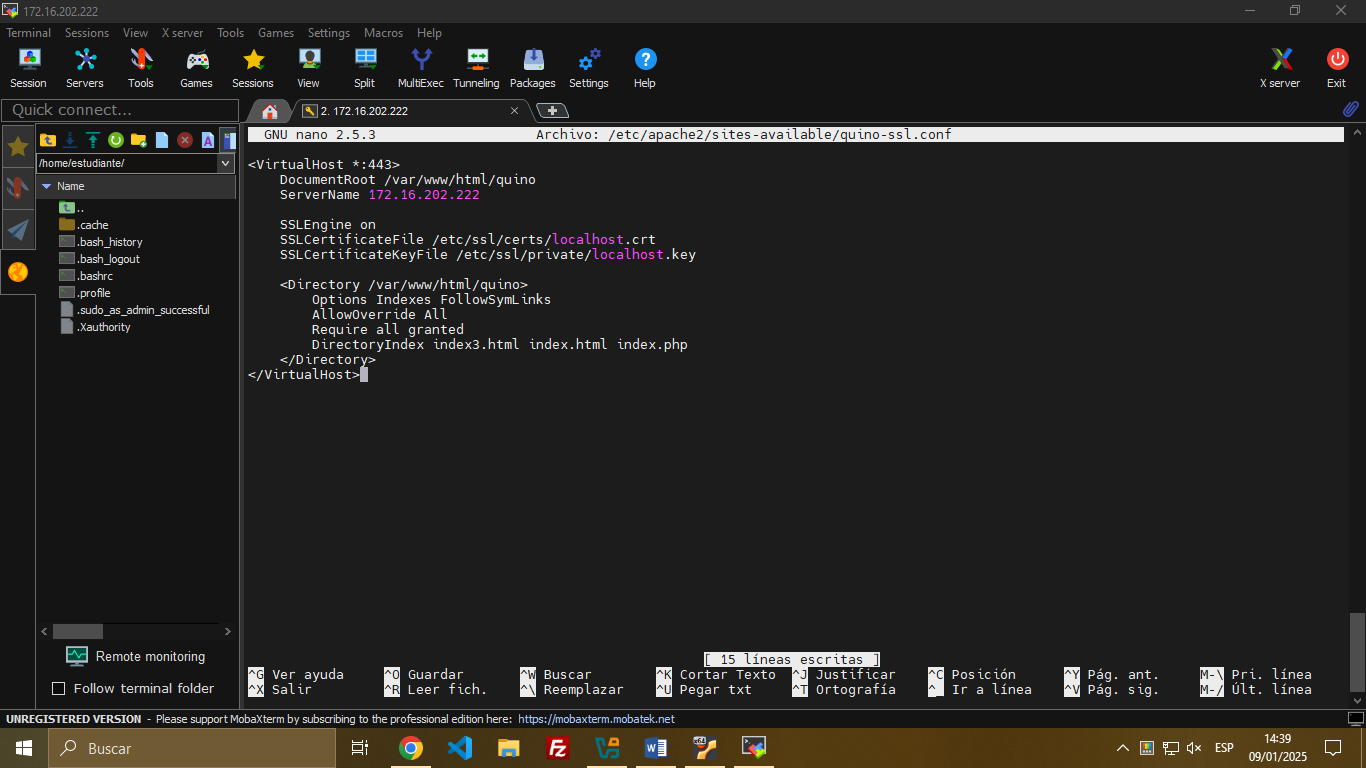 172.16.202.222
Terminal Sessions View X server Tools Games Settings Macros Help
Session Servers Tools Games Sessions View Split MultiExec Tunneling Packages Settings Help X server Exit
Quick connect...
2. 172.16.202.222
/home/estudiante/
Name
..
.cache
.bash_history
.bash_logout
.bashrc
.profile
.sudo_as_admin_successful
.Xauthority
Remote monitoring
Follow terminal folder
GNU nano 2.5.3 Archivo: /etc/apache2/sites-available/quino-ssl.conf
<VirtualHost *:443>
DocumentRoot /var/www/html/quino
ServerName 172.16.202.222
SSLEngine on
SSLCertificateFile /etc/ssl/certs/localhost.crt
SSLCertificateKeyFile /etc/ssl/private/localhost.key
<Directory /var/www/html/quino>
Options Indexes FollowSymLinks
AllowOverride All
Require all granted
DirectoryIndex index3.html index.html index.php
</Directory>
</VirtualHost>
[ 15 líneas escritas ]
^G Ver ayuda ^O Guardar ^W Buscar ^K Cortar Texto ^J Justificar ^C Posición ^Y Pág. ant. M-\ Pri. línea
^X Salir ^R Leer fich. ^\ Reemplazar ^U Pegar txt ^T Ortografía ^_ Ir a línea ^V Pág. sig. M-/ Últ. línea
UNREGISTERED VERSION - Please support MobaXterm by subscribing to the professional edition here: https://mobaxterm.mobatek.net
Buscar
ESP
14:39
09/01/2025